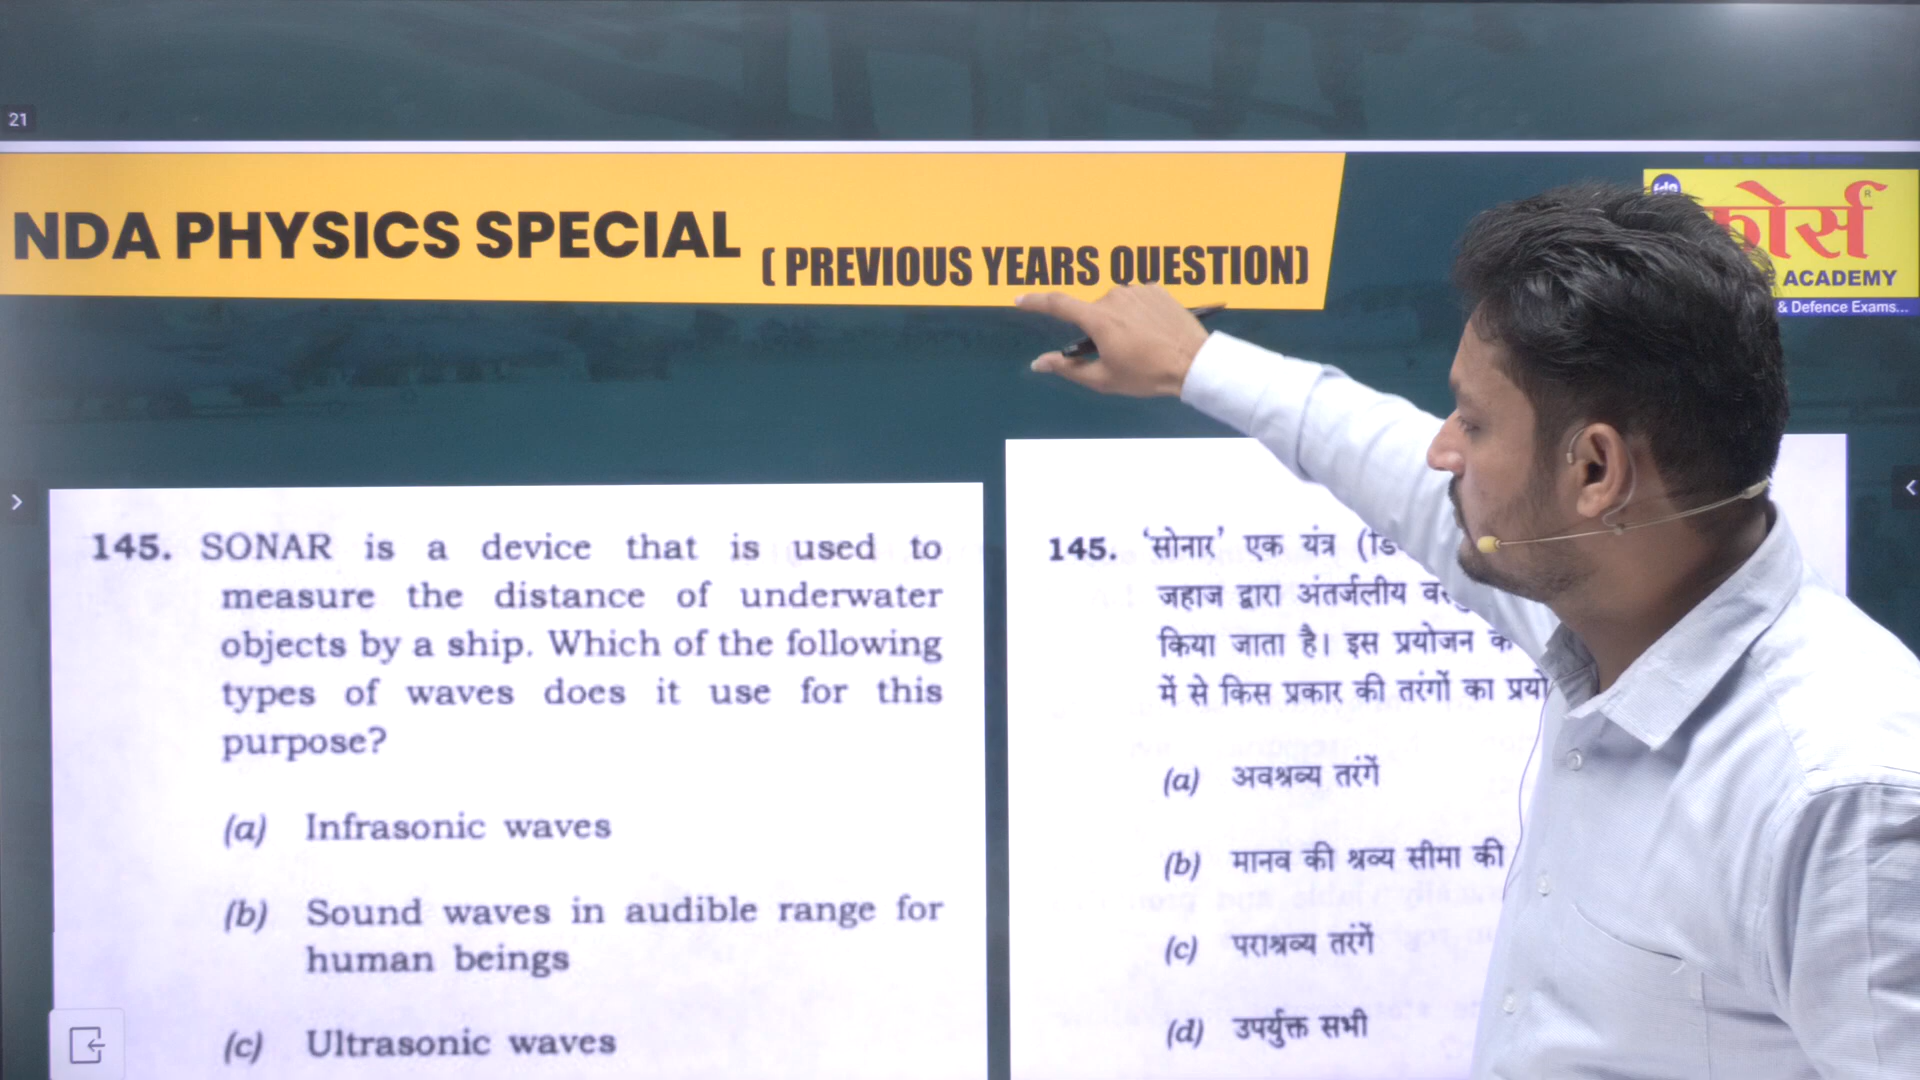 21
NDA PHYSICS SPECIAL
( PREVIOUS YEARS QUESTION)
fda
कोर्स
®
ACADEMY
& Defence Exams...
145. SONAR is a device that is used to
measure the distance of underwater
objects by a ship. Which of the following
types of waves does it use for this
purpose?
(a) Infrasonic waves
(b) Sound waves in audible range for
human beings
(c) Ultrasonic waves
145. 'सोनार' एक यंत्र
जहाज द्वारा अंतर्जलीय
किया जाता है। इस प्रयोजन
में से किस प्रकार की तरंगों का
(a) अवश्रव्य तरंगें
(b) मानव की श्रव्य सीमा की
(c) पराश्रव्य तरंगें
(d) उपर्युक्त सभी